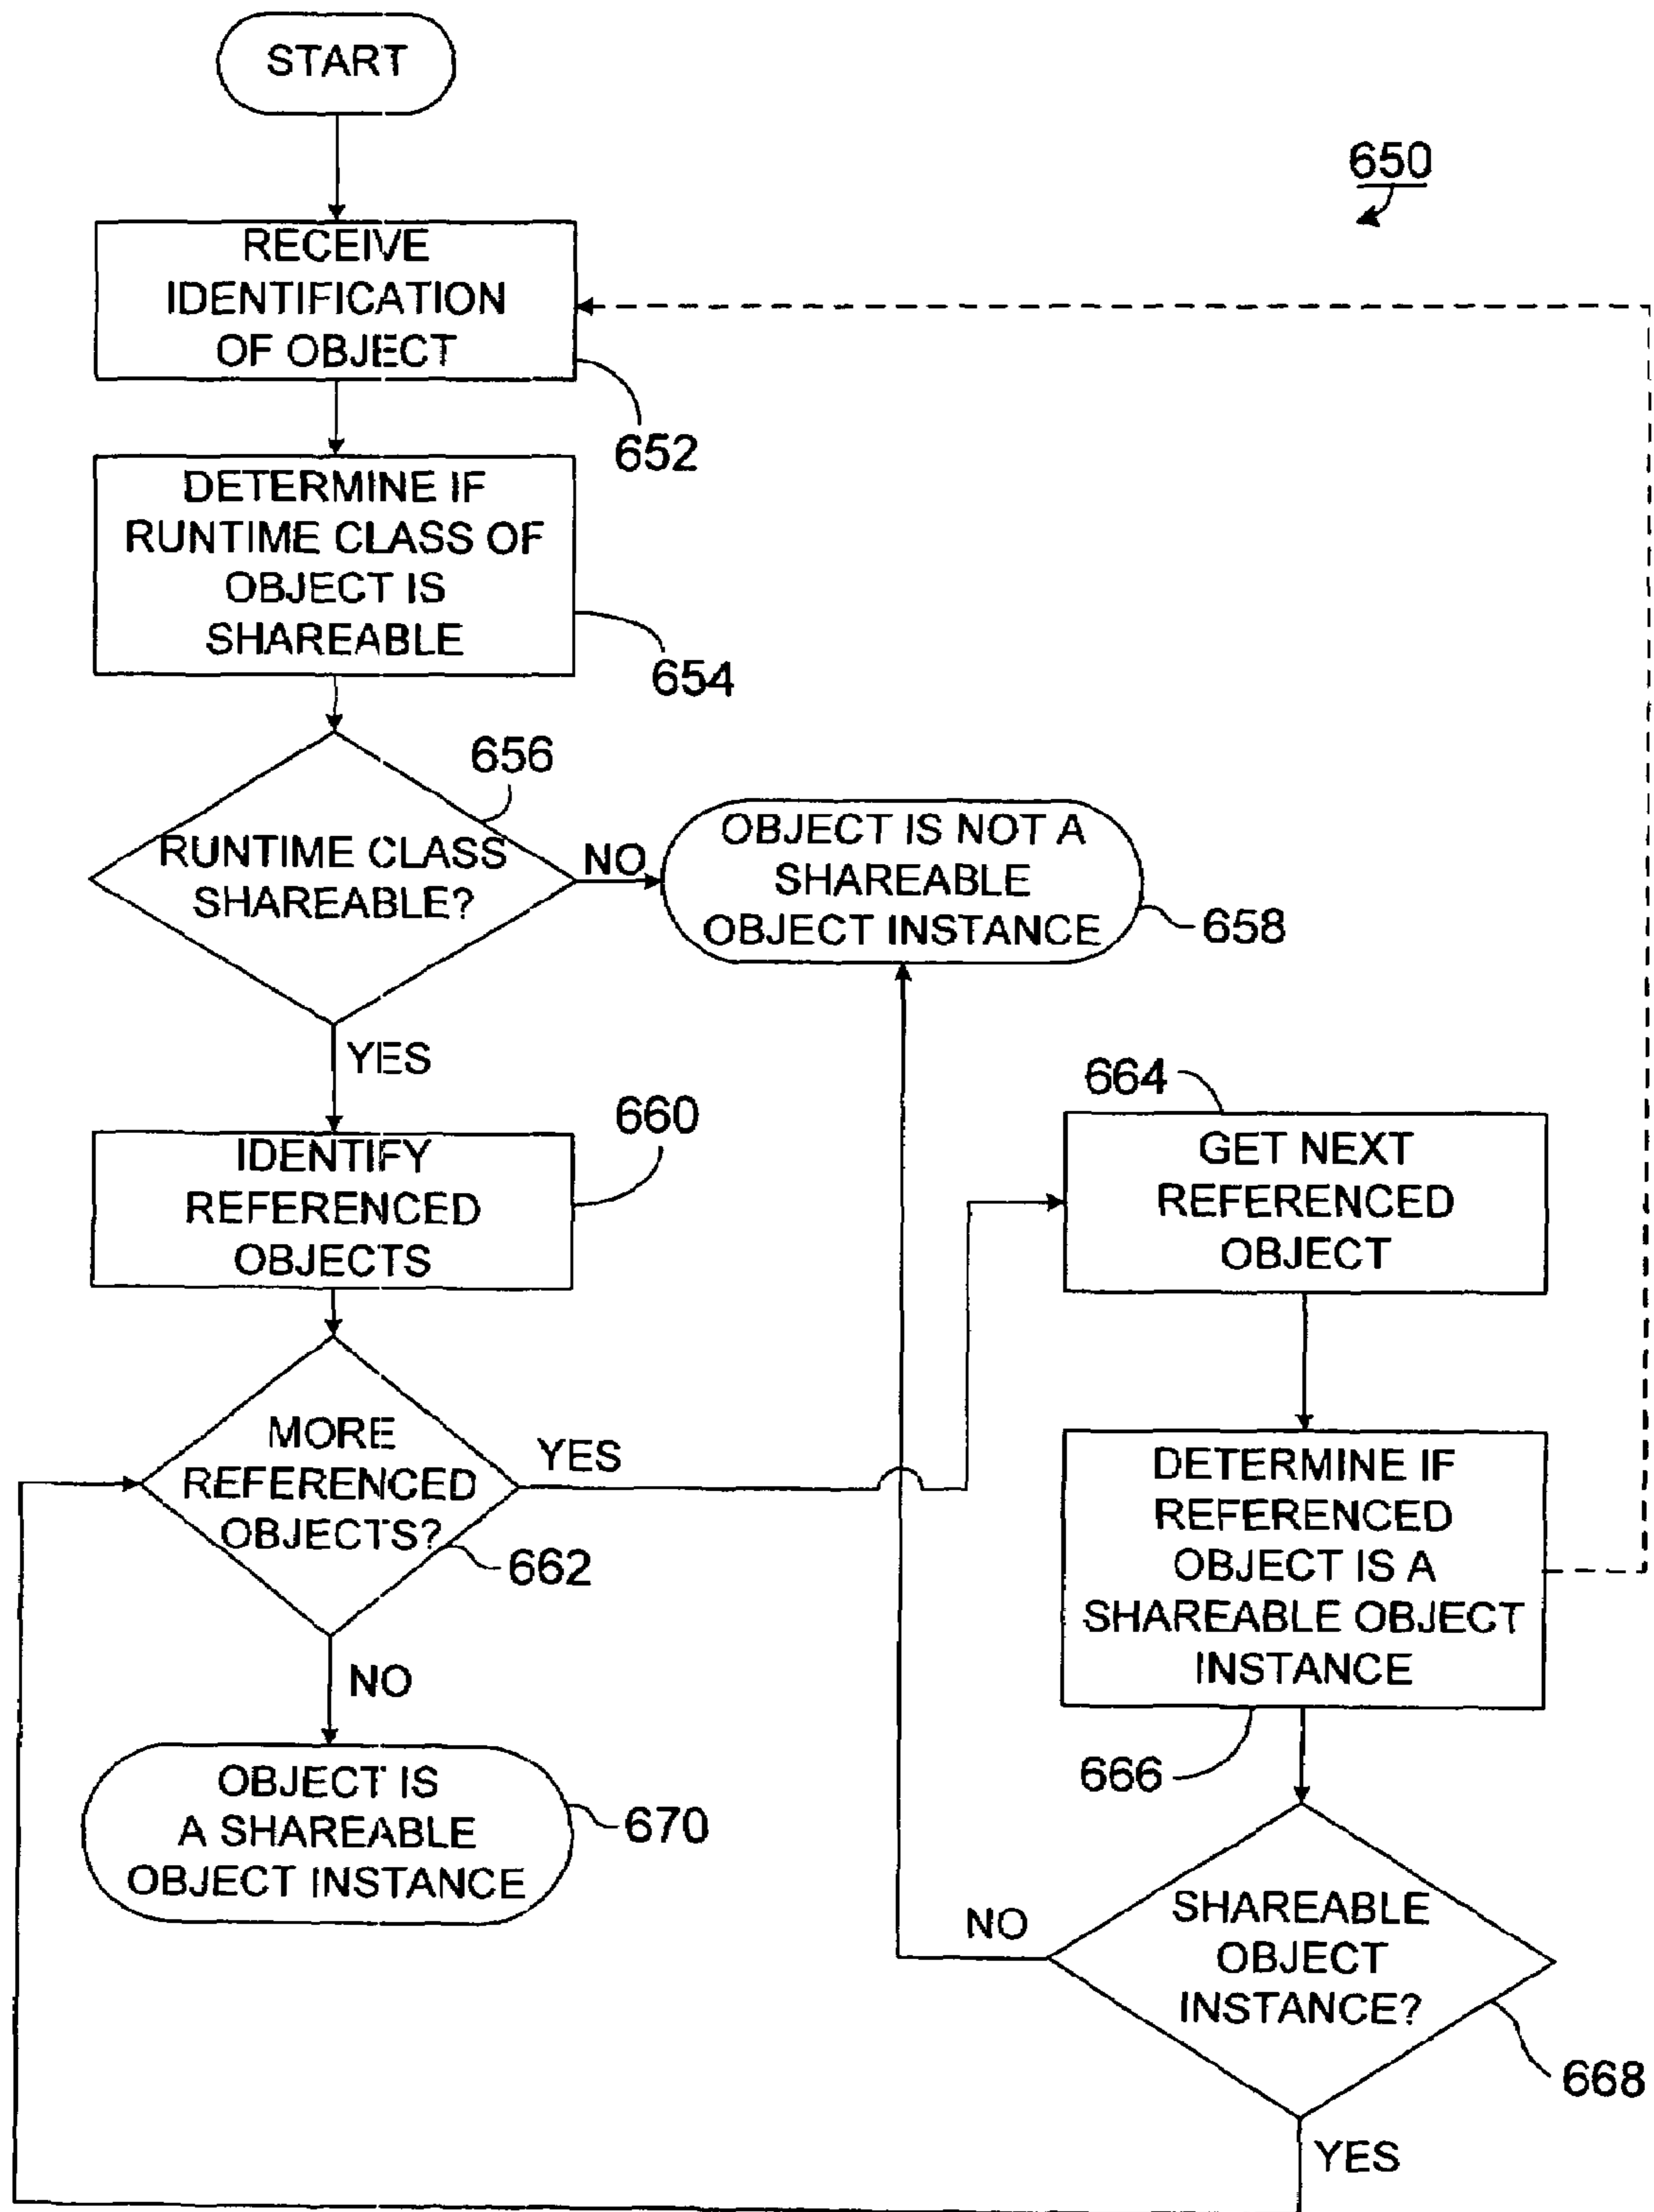 START
650
RECEIVE
IDENTIFICATION
OF OBJECT
652
DETERMINE IF
RUNTIME CLASS OF
OBJECT IS
SHAREABLE
654
656
RUNTIME CLASS
SHAREABLE?
NO
OBJECT IS NOT A
SHAREABLE
OBJECT INSTANCE
658
YES
660
IDENTIFY
REFERENCED
OBJECTS
664
GET NEXT
REFERENCED
OBJECT
MORE
REFERENCED
OBJECTS?
YES
662
NO
DETERMINE IF
REFERENCED
OBJECT IS A
SHAREABLE OBJECT
INSTANCE
666
OBJECT IS
A SHAREABLE
OBJECT INSTANCE
670
NO
SHAREABLE
OBJECT
INSTANCE?
668
YES